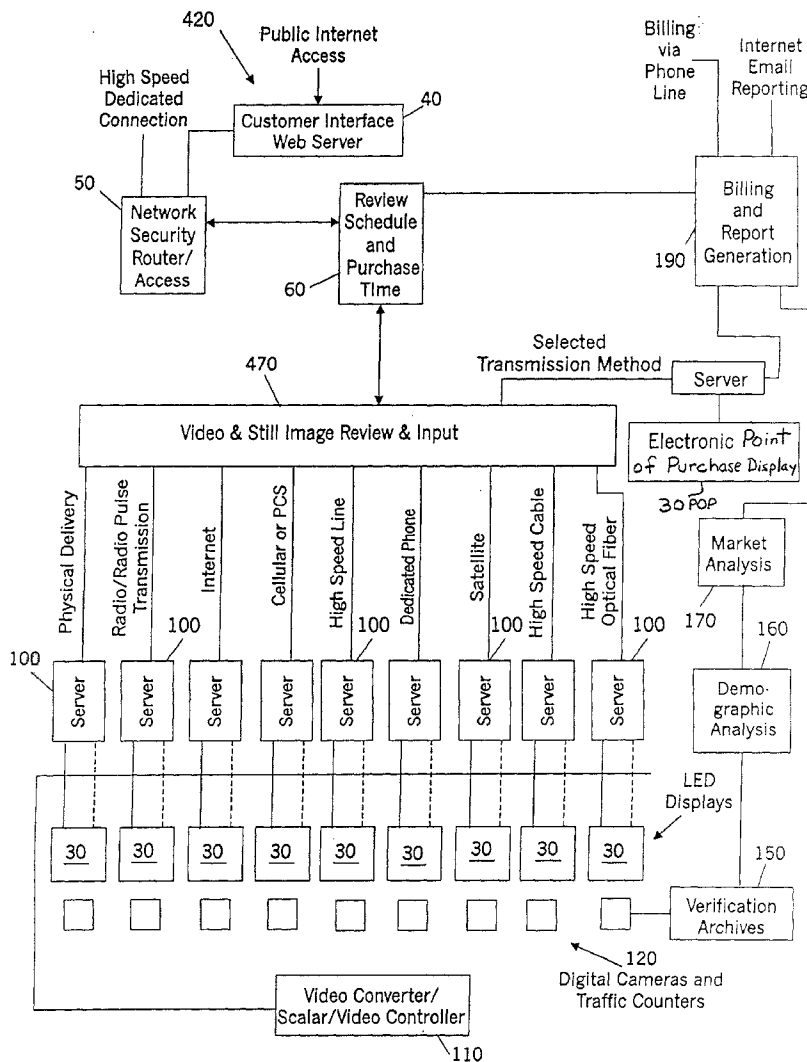 420
Public Internet
Access
Billing
via
Phone
Line
Internet
Email
Reporting
High Speed
Dedicated
Connection
40
Customer Interface
Web Server
50
Network
Security
Router/
Access
Review
Schedule
and
Purchase
TIme
60
Billing
and
Report
Generation
190
Selected
Transmission Method
470
Server
Video & Still Image Review & Input
Electronic Point
of Purchase Display
30 POP
Physical Delivery
Radio/Radio Pulse
Transmission
Internet
Cellular or PCS
High Speed Line
Dedicated Phone
Satellite
High Speed Cable
High Speed
Optical Fiber
Market
Analysis
170
100
100
100
100
100
160
Server
Server
Server
Server
Server
Server
Server
Server
Server
Demo-
graphic
Analysis
LED
Displays
30
30
30
30
30
30
30
30
30
150
Verification
Archives
120
Digital Cameras and
Traffic Counters
Video Converter/
Scalar/Video Controller
110